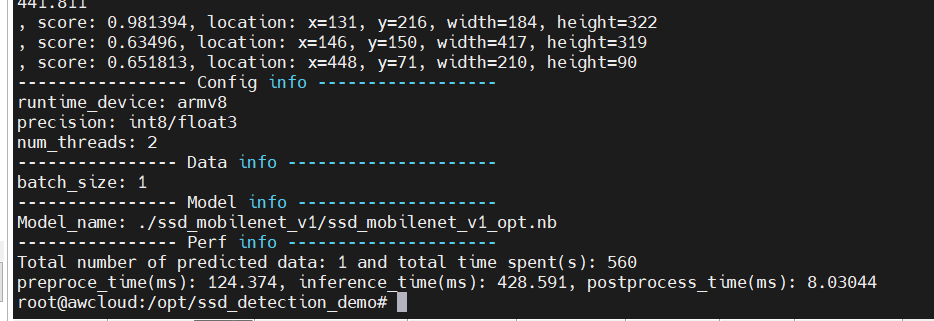 441.811
, score: 0.981394, location: x=131, y=216, width=184, height=322
, score: 0.63496, location: x=146, y=150, width=417, height=319
, score: 0.651813, location: x=448, y=71, width=210, height=90
---------------- Config info -----------------
runtime_device: armv8
precision: int8/float3
num_threads: 2
--------------- Data info --------------------
batch_size: 1
--------------- Model info -------------------
Model_name: ./ssd_mobilenet_v1/ssd_mobilenet_v1_opt.nb
--------------- Perf info --------------------
Total number of predicted data: 1 and total time spent(s): 560
preproce_time(ms): 124.374, inference_time(ms): 428.591, postprocess_time(ms): 8.03044
root@awcloud:/opt/ssd_detection_demo#